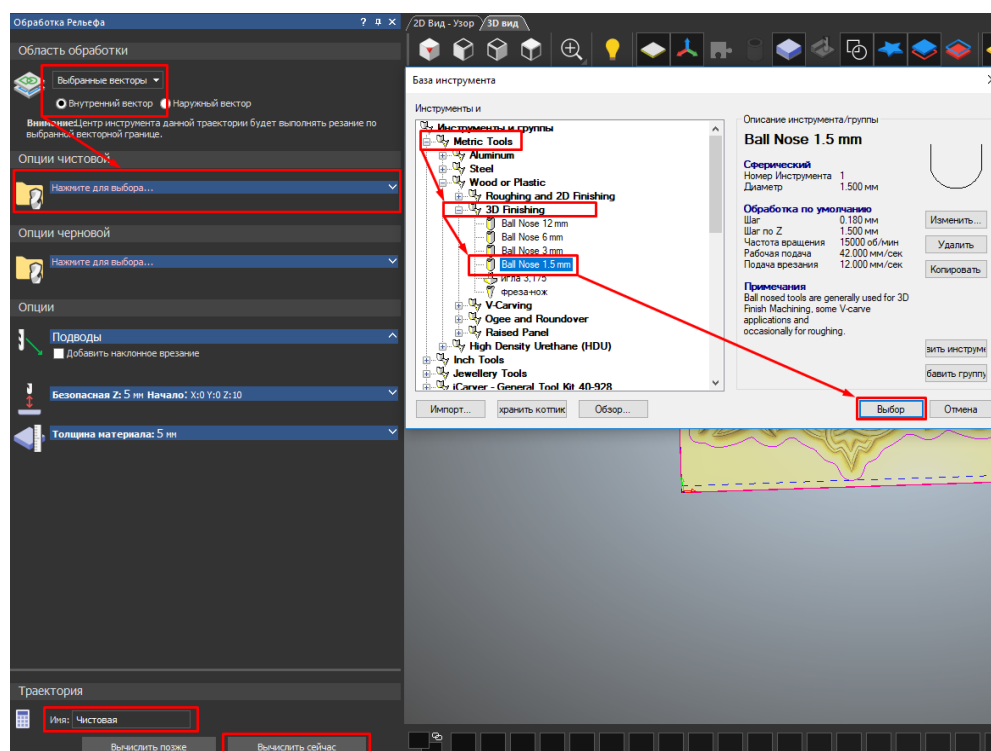 Обработка Рельефа
Область обработки
Выбранные векторы
Внутренний вектор
Наружный вектор
Внимание:Центр инструмента данной траектории будет выполнять резание по
выбранной векторной границе.
Опции чистовой
Нажмите для выбора...
Опции черновой
Нажмите для выбора...
Опции
Подводы
Добавить наклонное врезание
Безопасная Z: 5 мм Начало: X:0 Y:0 Z:10
Толщина материала: 5 мм
Траектория
Имя: Чистовая
Вычислить позже
Вычислить сейчас
2D Вид - Узор
3D вид
База инструмента
Инструменты и
Инструменты и группы
Metric Tools
Aluminum
Steel
Wood or Plastic
Roughing and 2D Finishing
3D Finishing
Ball Nose 12 mm
Ball Nose 6 mm
Ball Nose 3 mm
Ball Nose 1.5 mm
игла 3,175
фреза-нож
V-Carving
Ogee and Roundover
Raised Panel
High Density Urethane (HDU)
Inch Tools
Jewellery Tools
iCarver - General Tool Kit 40-928
Импорт...
хранить котпик
Обзор...
Описание инструмента/группы
Ball Nose 1.5 mm
Сферический
Номер Инструмента 1
Диаметр 1.500 мм
Обработка по умолчанию
Шаг 0.180 мм
Шаг по Z 1.500 мм
Частота вращения 15000 об/мин
Рабочая подача 42.000 мм/сек
Подача врезания 12.000 мм/сек
Примечания
Ball nosed tools are generally used for 3D
Finish Machining, some V-carve
applications and
occasionally for roughing.
Изменить...
Удалить
Копировать
вить инструме
бавить группу
Выбор
Отмена